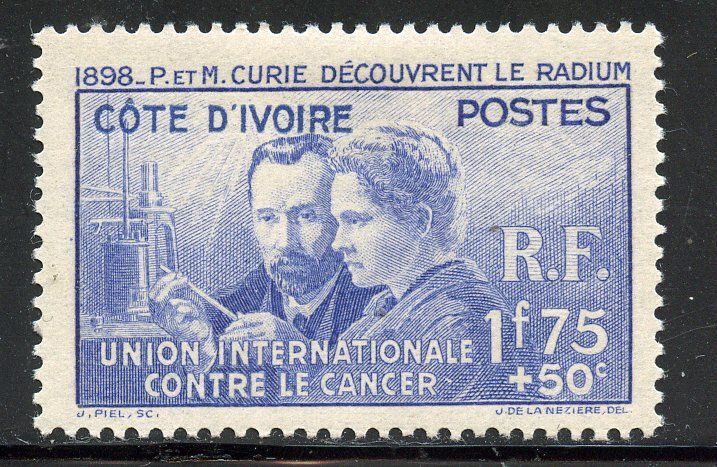 1898_P. ET M. CURIE DÉCOUVRENT LE RADIUM
CÔTE D'IVOIRE POSTES
R.F.
1f75
+50c
UNION INTERNATIONALE
CONTRE LE CANCER
J. PIEL, SC. J. DE LA NEZIERE, DEL.